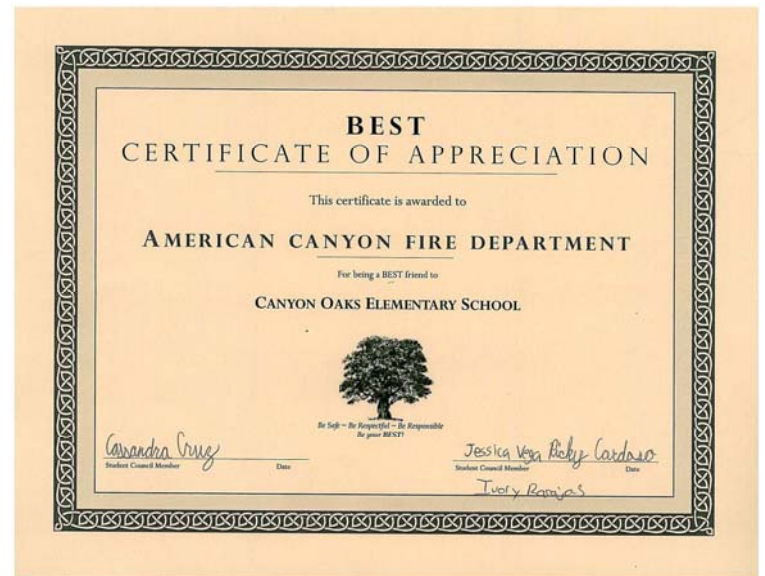 BEST
CERTIFICATE OF APPRECIATION
This certificate is awarded to
AMERICAN CANYON FIRE DEPARTMENT
For being a BEST friend to
CANYON OAKS ELEMENTARY SCHOOL
Be Safe ~ Be Respectful ~ Be Responsible
Be your BEST!
Cassandra Cruz
Student Council Member Date
Jessica Vega Ricky Cardoso
Student Council Member Date
Ivory Barajas